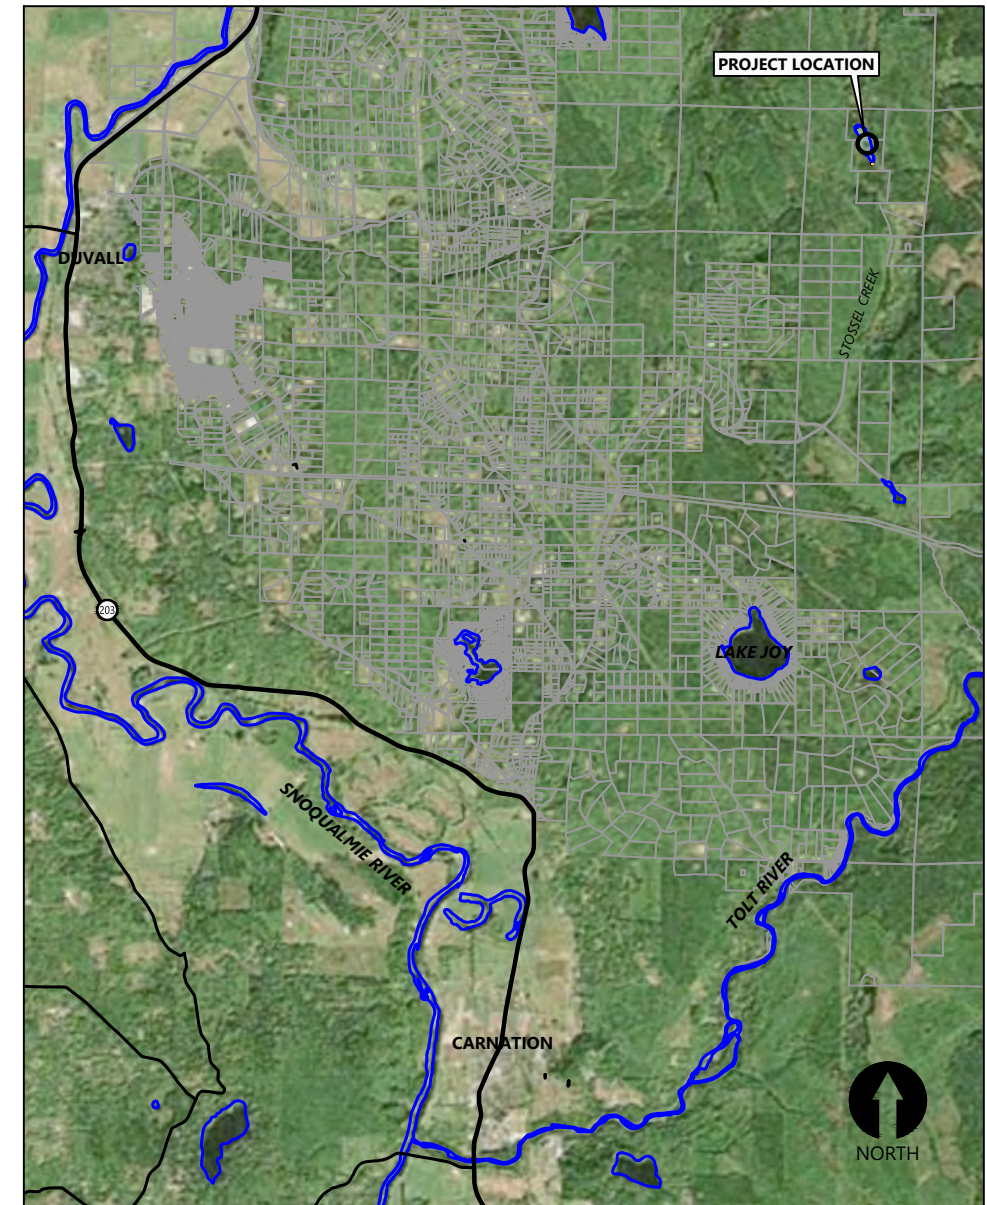 PROJECT LOCATION
DUVALL
STOSSEL CREEK
203
LAKE JOY
SNOQUALMIE RIVER
TOLT RIVER
CARNATION
NORTH